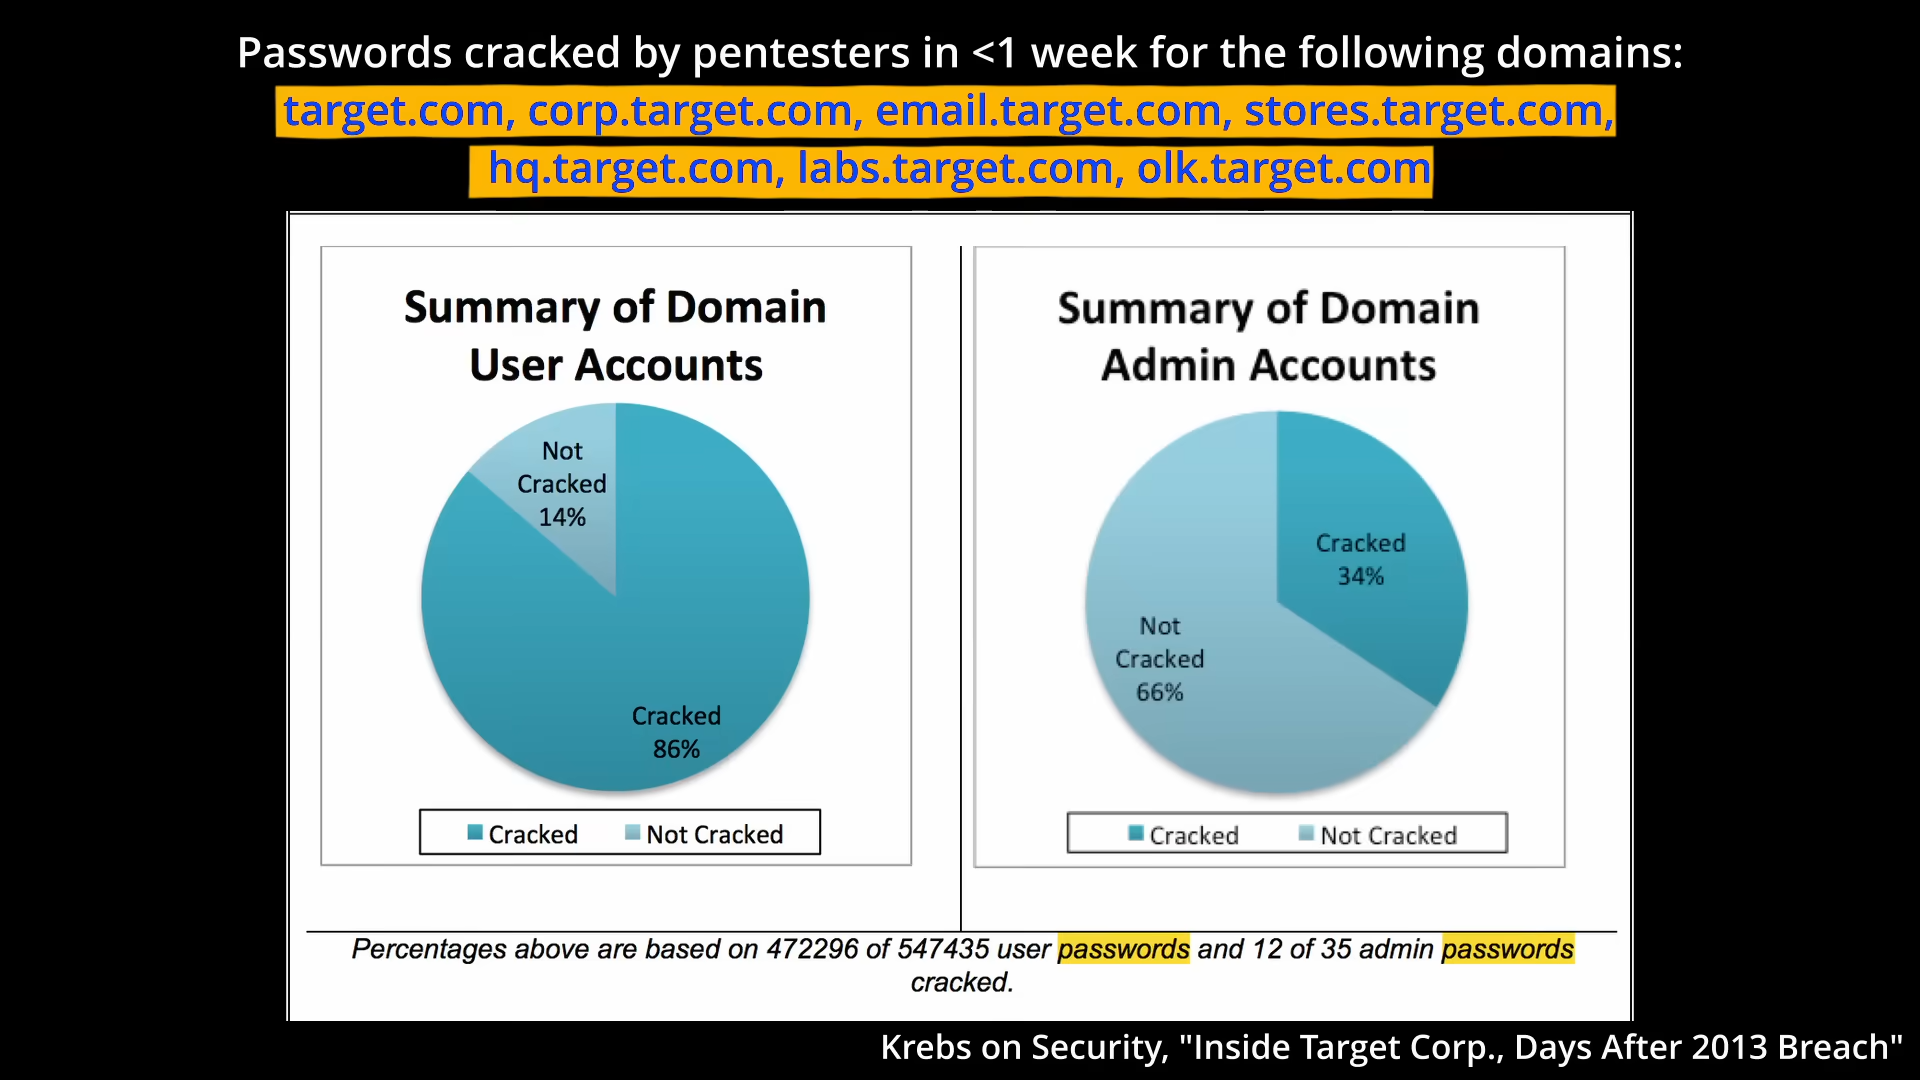 Passwords cracked by pentesters in <1 week for the following domains:
target.com, corp.target.com, email.target.com, stores.target.com,
hq.target.com, labs.target.com, olk.target.com
Summary of Domain
User Accounts
Not
Cracked
14%
Cracked
86%
Cracked
Not Cracked
Summary of Domain
Admin Accounts
Cracked
34%
Not
Cracked
66%
Cracked
Not Cracked
Percentages above are based on 472296 of 547435 user passwords and 12 of 35 admin passwords
cracked.
Krebs on Security, "Inside Target Corp., Days After 2013 Breach"